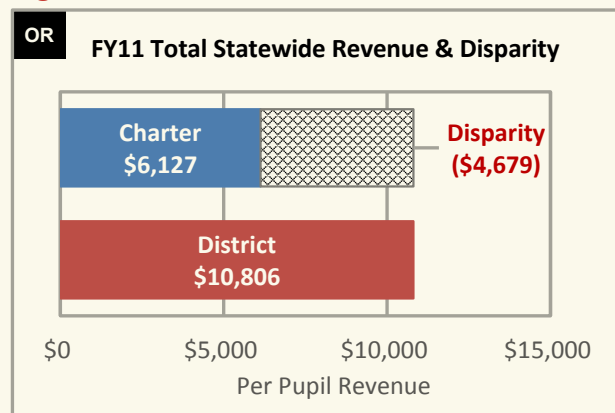 OR
FY11 Total Statewide Revenue & Disparity
Charter
$6,127
Disparity
($4,679)
District
$10,806
$0 $5,000 $10,000 $15,000
Per Pupil Revenue